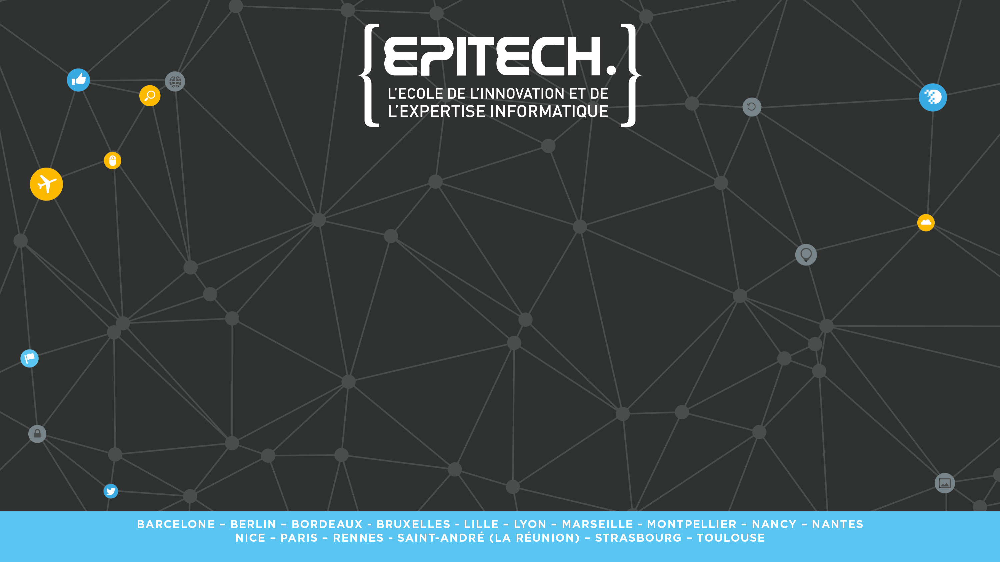 {EPITECH.}
L'ECOLE DE L'INNOVATION ET DE
L'EXPERTISE INFORMATIQUE
BARCELONE – BERLIN – BORDEAUX - BRUXELLES - LILLE – LYON – MARSEILLE - MONTPELLIER – NANCY – NANTES
NICE – PARIS – RENNES - SAINT-ANDRÉ (LA RÉUNION) – STRASBOURG – TOULOUSE